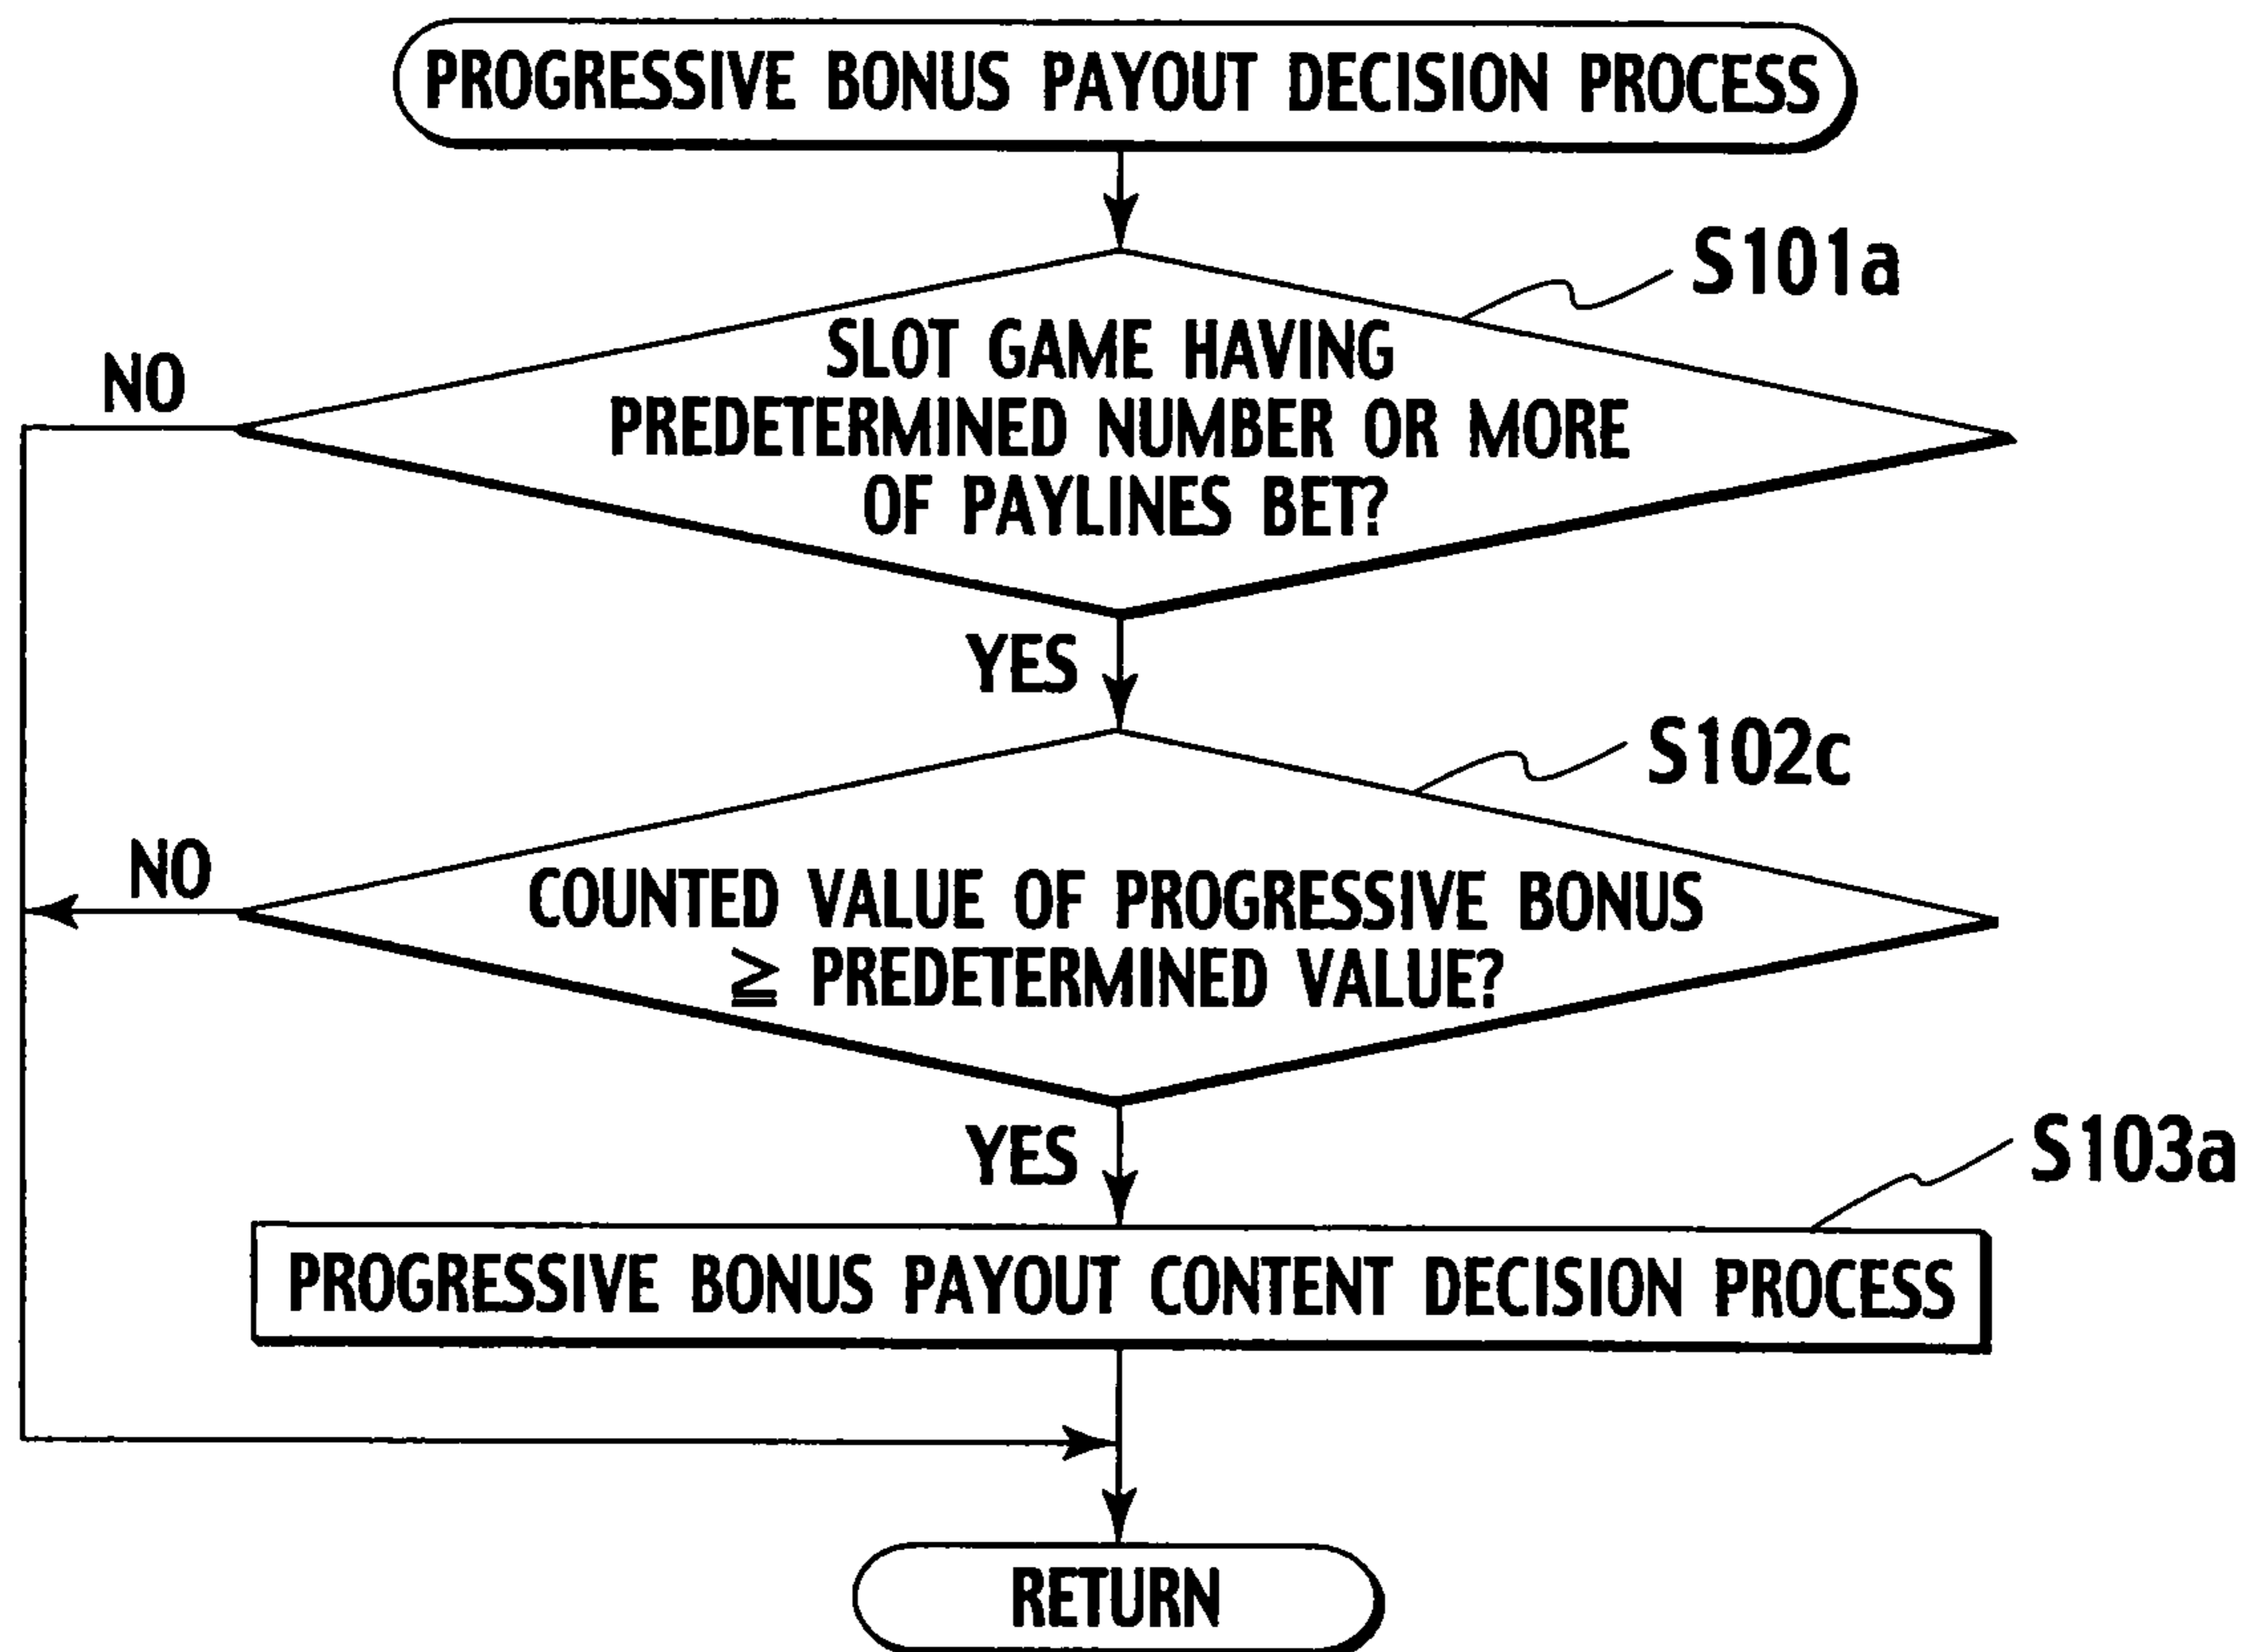 PROGRESSIVE BONUS PAYOUT DECISION PROCESS
S101a
SLOT GAME HAVING
PREDETERMINED NUMBER OR MORE
OF PAYLINES BET?
NO
YES
S102c
COUNTED VALUE OF PROGRESSIVE BONUS
≧ PREDETERMINED VALUE?
NO
YES
S103a
PROGRESSIVE BONUS PAYOUT CONTENT DECISION PROCESS
RETURN